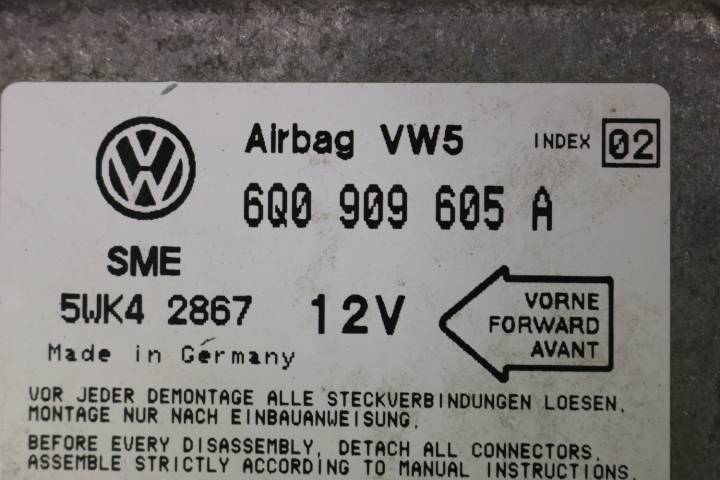 Airbag VW5 INDEX 02
6Q0 909 605 A
SME
5WK4 2867 12V
VORNE
FORWARD
AVANT
Made in Germany
VOR JEDER DEMONTAGE ALLE STECKVERBINDUNGEN LOESEN.
MONTAGE NUR NACH EINBAUANWEISUNG.
BEFORE EVERY DISASSEMBLY, DETACH ALL CONNECTORS.
ASSEMBLE STRICTLY ACCORDING TO MANUAL INSTRUCTIONS.